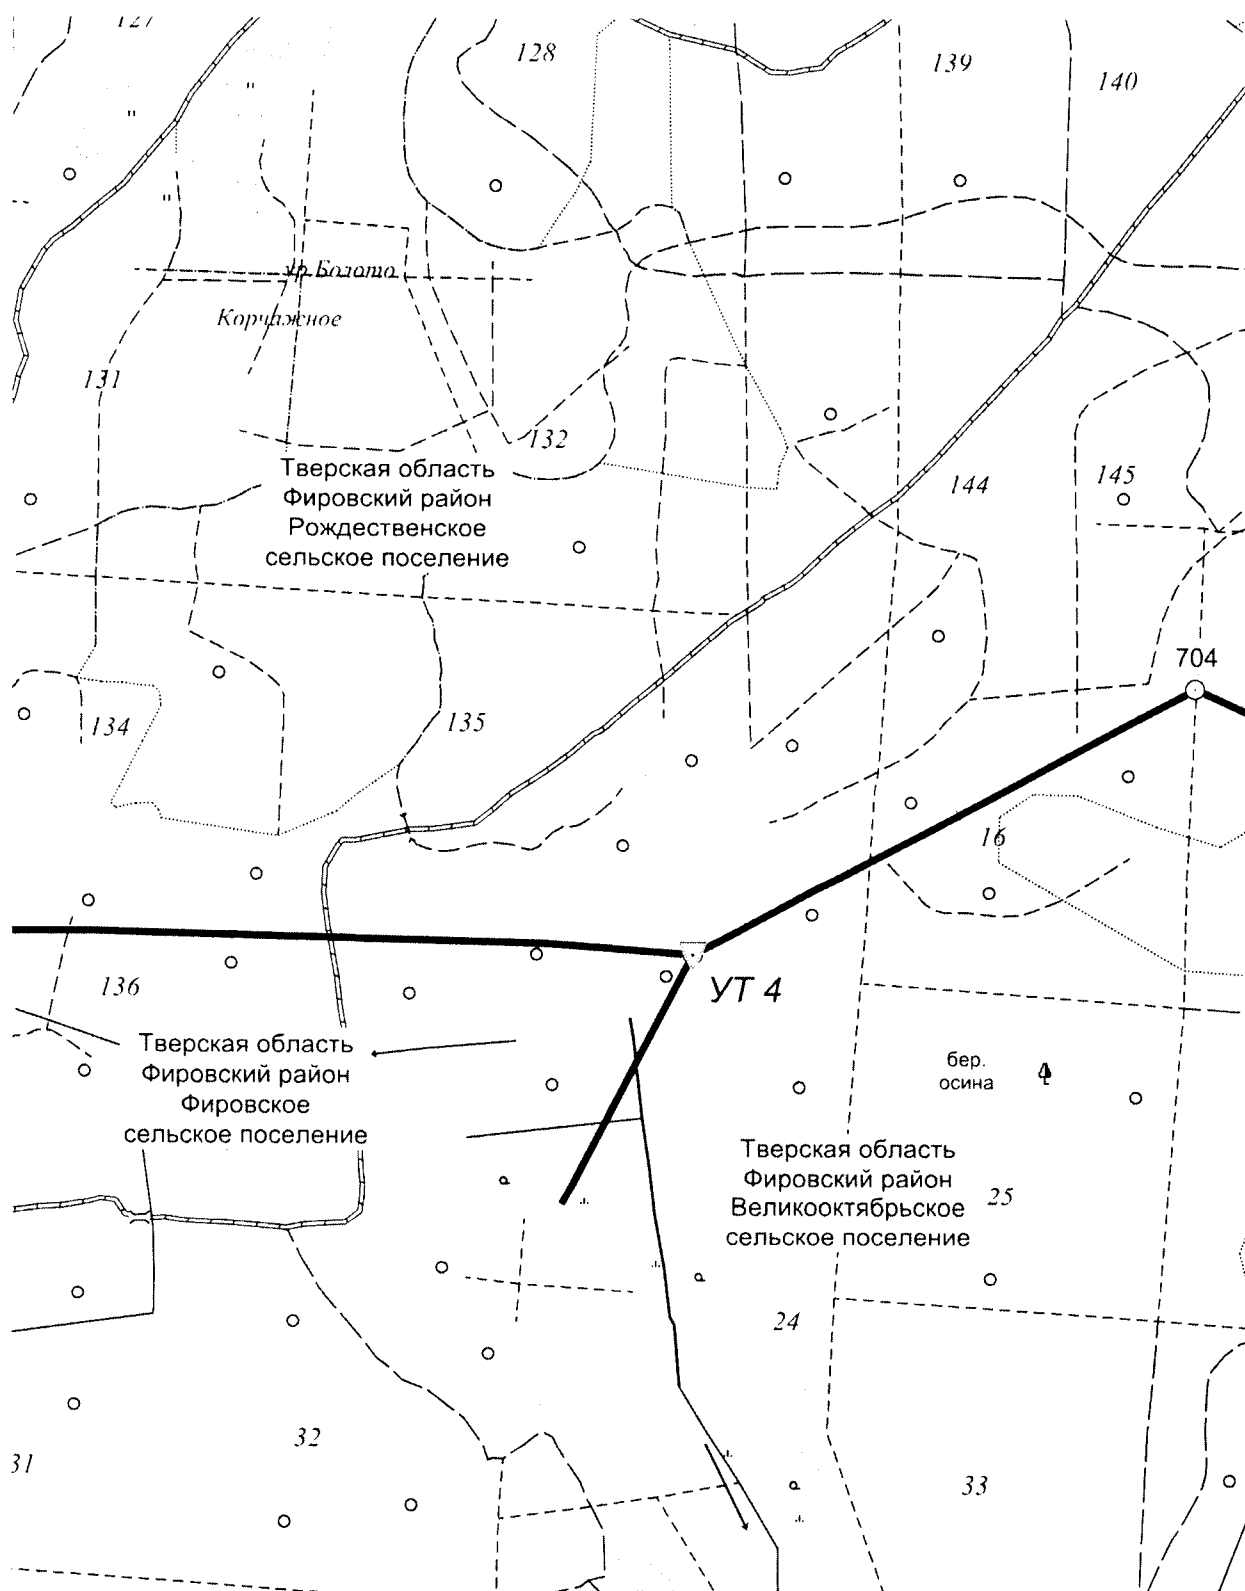 127
128
139
140
ур.Болото
Корчажное
131
132
144
145
Тверская область
Фировский район
Рождественское
сельское поселение
704
134
135
16
136
УТ 4
Тверская область
Фировский район
Фировское
сельское поселение
бер.
осина
Тверская область
Фировский район
Великооктябрьское
сельское поселение
25
24
32
31
33